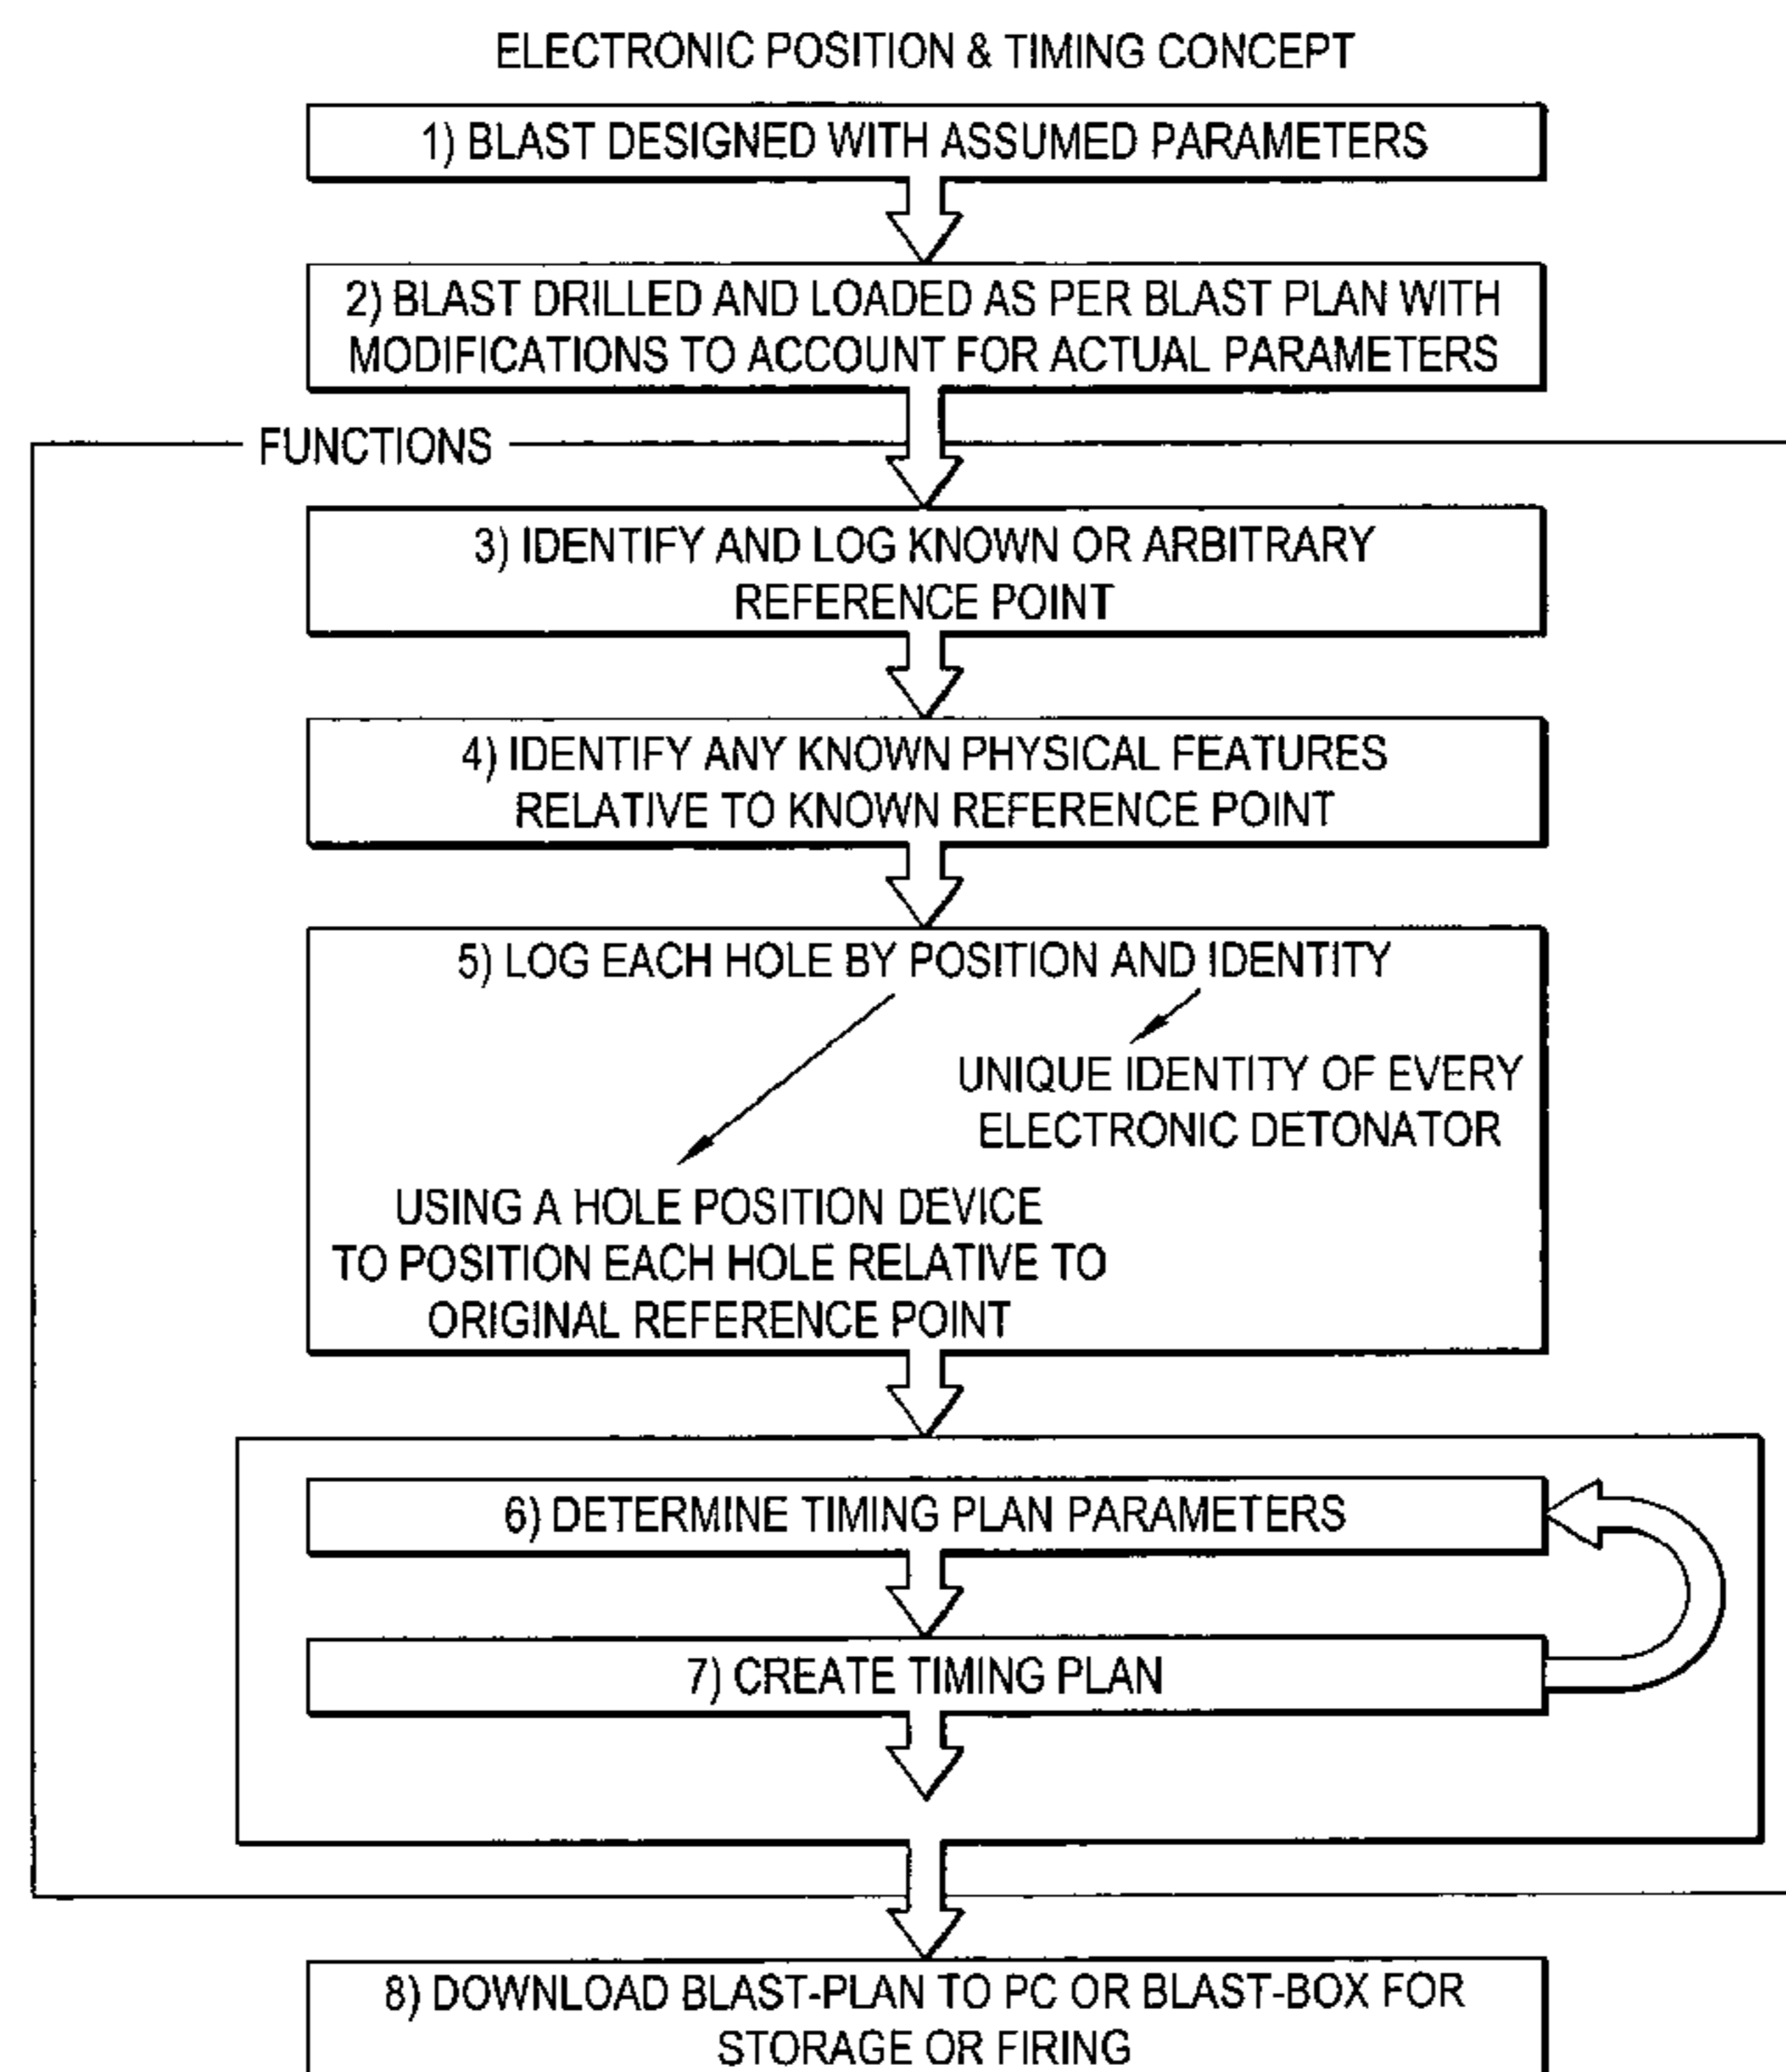 ELECTRONIC POSITION & TIMING CONCEPT
1) BLAST DESIGNED WITH ASSUMED PARAMETERS
2) BLAST DRILLED AND LOADED AS PER BLAST PLAN WITH
MODIFICATIONS TO ACCOUNT FOR ACTUAL PARAMETERS
FUNCTIONS
3) IDENTIFY AND LOG KNOWN OR ARBITRARY
REFERENCE POINT
4) IDENTIFY ANY KNOWN PHYSICAL FEATURES
RELATIVE TO KNOWN REFERENCE POINT
5) LOG EACH HOLE BY POSITION AND IDENTITY
UNIQUE IDENTITY OF EVERY
ELECTRONIC DETONATOR
USING A HOLE POSITION DEVICE
TO POSITION EACH HOLE RELATIVE TO
ORIGINAL REFERENCE POINT
6) DETERMINE TIMING PLAN PARAMETERS
7) CREATE TIMING PLAN
8) DOWNLOAD BLAST-PLAN TO PC OR BLAST-BOX FOR
STORAGE OR FIRING